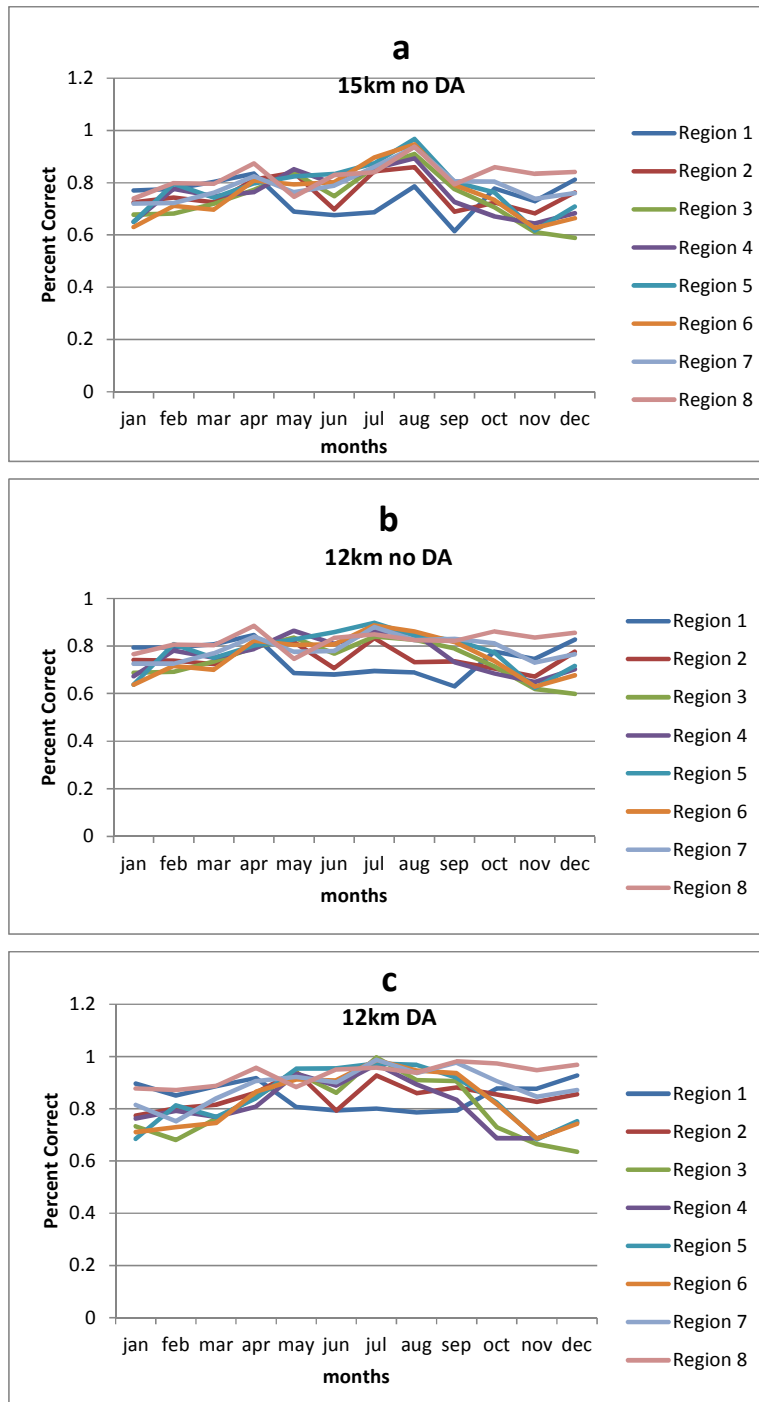 a
15km no DA
1.2
1
0.8
0.6
0.4
0.2
0
Percent Correct
jan feb mar apr may jun jul aug sep oct nov dec
months
Region 1
Region 2
Region 3
Region 4
Region 5
Region 6
Region 7
Region 8
b
12km no DA
1
0.8
0.6
0.4
0.2
0
Percent Correct
jan feb mar apr may jun jul aug sep oct nov dec
months
Region 1
Region 2
Region 3
Region 4
Region 5
Region 6
Region 7
Region 8
c
12km DA
1.2
1
0.8
0.6
0.4
0.2
0
Percent Correct
jan feb mar apr may jun jul aug sep oct nov dec
months
Region 1
Region 2
Region 3
Region 4
Region 5
Region 6
Region 7
Region 8